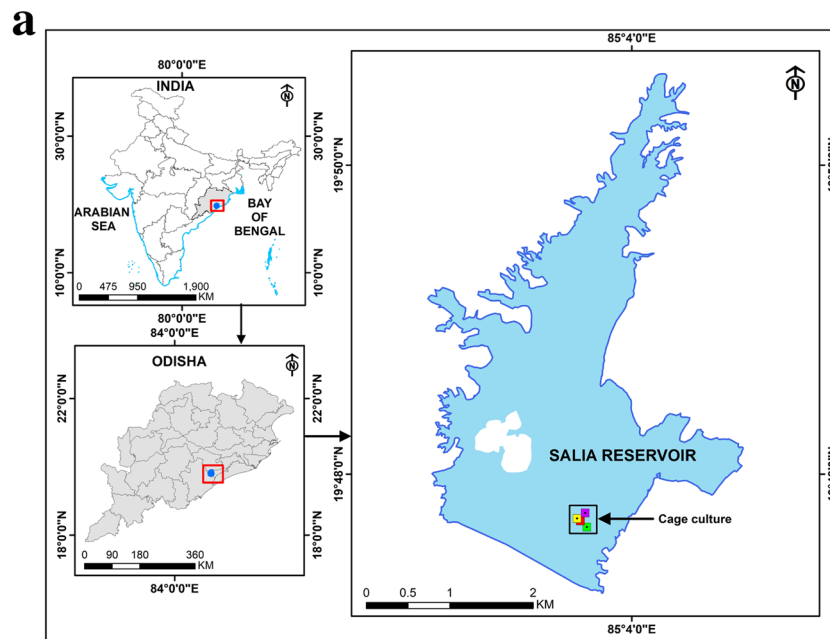 a
80°0'0"E
INDIA
N
30°0'0"N
30°0'0"N
ARABIAN
SEA
BAY
OF
BENGAL
10°0'0"N
10°0'0"N
0 475 950 1,900
KM
80°0'0"E
84°0'0"E
ODISHA
N
22°0'0"N
22°0'0"N
18°0'0"N
18°0'0"N
0 90 180 360
KM
84°0'0"E
85°4'0"E
N
19°50'0"N
SALIA RESERVOIR
19°48'0"N
Cage culture
0 0.5 1 2
KM
85°4'0"E